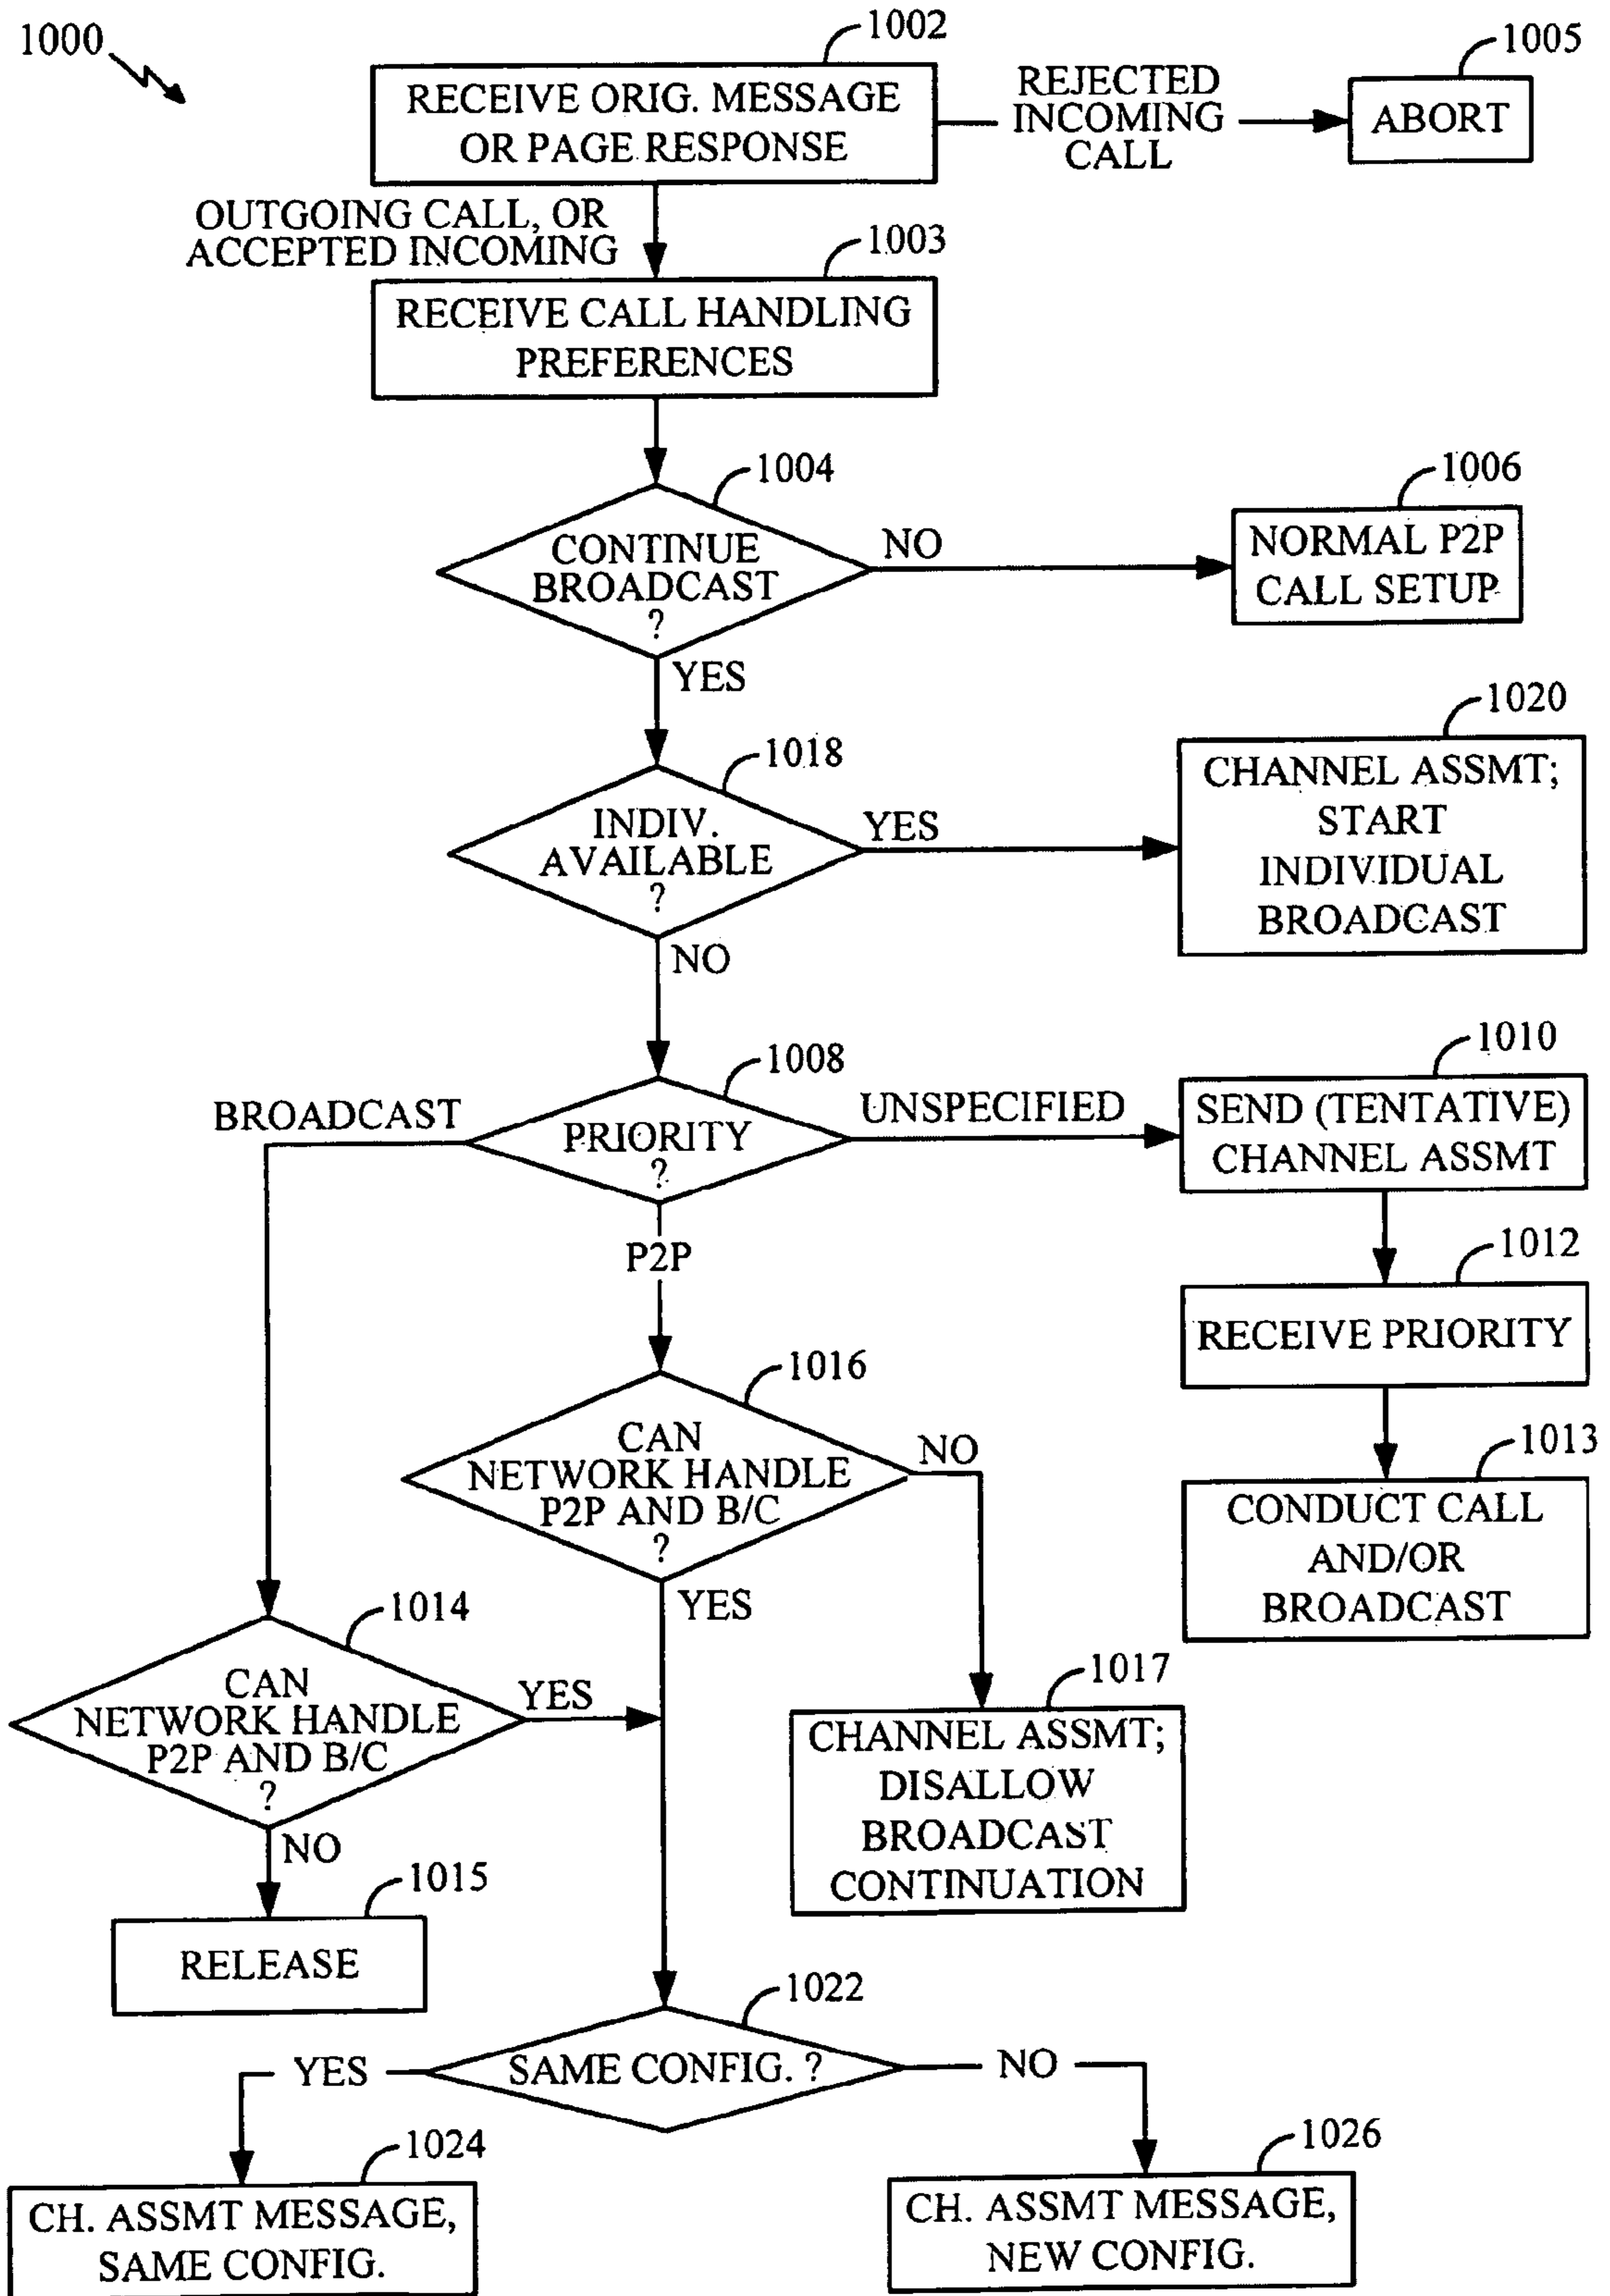 1000
1002
RECEIVE ORIG. MESSAGE
OR PAGE RESPONSE
REJECTED
INCOMING
CALL
1005
ABORT
OUTGOING CALL, OR
ACCEPTED INCOMING
1003
RECEIVE CALL HANDLING
PREFERENCES
1004
CONTINUE
BROADCAST
?
NO
1006
NORMAL P2P
CALL SETUP
YES
1018
INDIV.
AVAILABLE
?
YES
1020
CHANNEL ASSMT;
START
INDIVIDUAL
BROADCAST
NO
1008
PRIORITY
?
BROADCAST
UNSPECIFIED
1010
SEND (TENTATIVE)
CHANNEL ASSMT
P2P
1012
RECEIVE PRIORITY
1016
CAN
NETWORK HANDLE
P2P AND B/C
?
NO
1013
CONDUCT CALL
AND/OR
BROADCAST
YES
1014
CAN
NETWORK HANDLE
P2P AND B/C
?
YES
1017
CHANNEL ASSMT;
DISALLOW
BROADCAST
CONTINUATION
NO
1015
RELEASE
1022
SAME CONFIG. ?
YES
NO
1024
CH. ASSMT MESSAGE,
SAME CONFIG.
1026
CH. ASSMT MESSAGE,
NEW CONFIG.